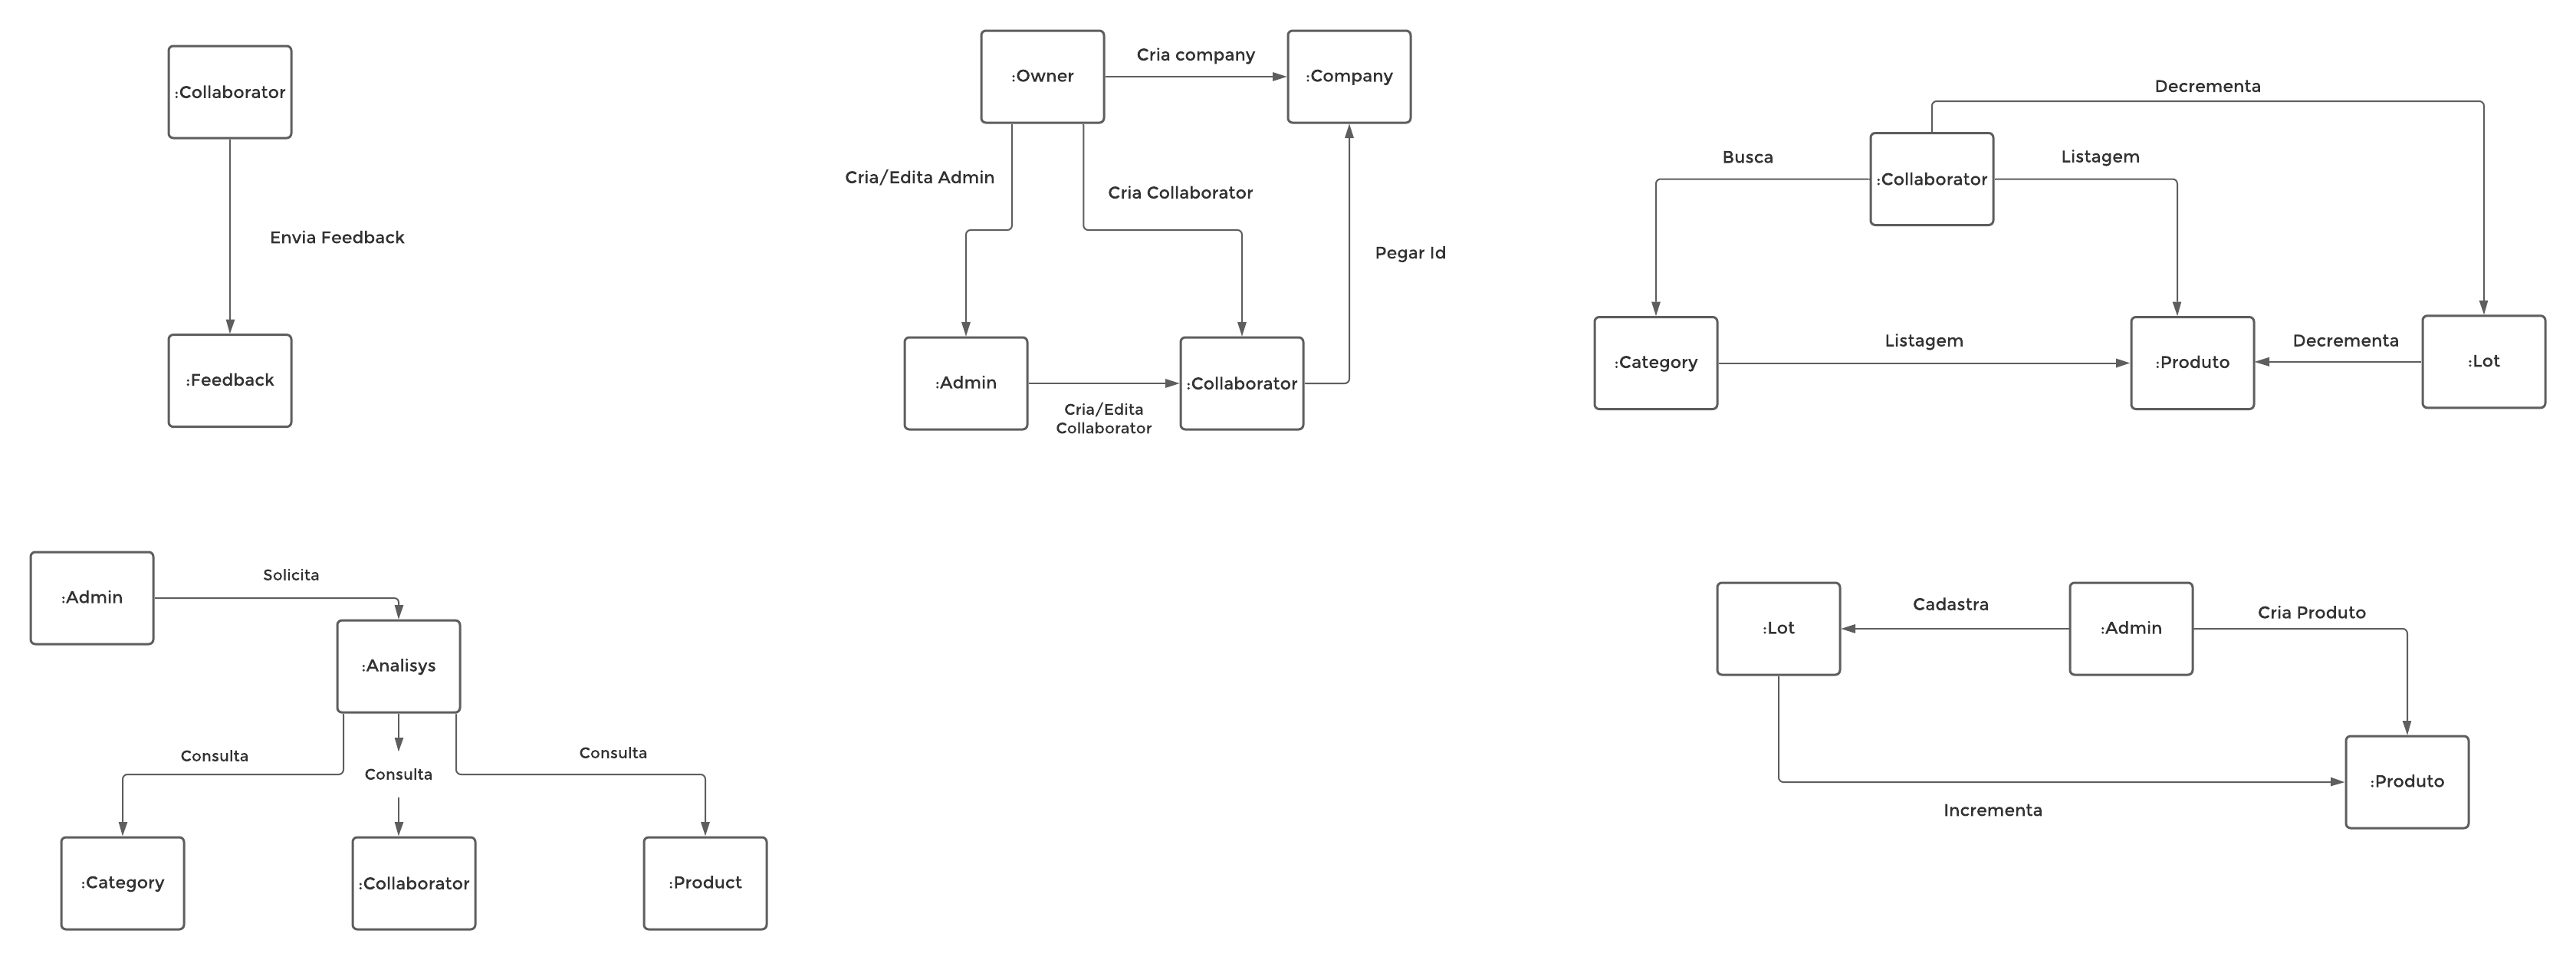 :Collaborator
Envia Feedback
:Feedback
:Owner
Cria company
:Company
Cria/Edita Admin
Cria Collaborator
Pegar Id
:Admin
Cria/Edita
Collaborator
:Collaborator
Decrementa
Busca
:Collaborator
Listagem
:Category
Listagem
:Produto
Decrementa
:Lot
:Admin
Solicita
:Analisys
Consulta
Consulta
Consulta
:Category
:Collaborator
:Product
:Lot
Cadastra
:Admin
Cria Produto
:Produto
Incrementa